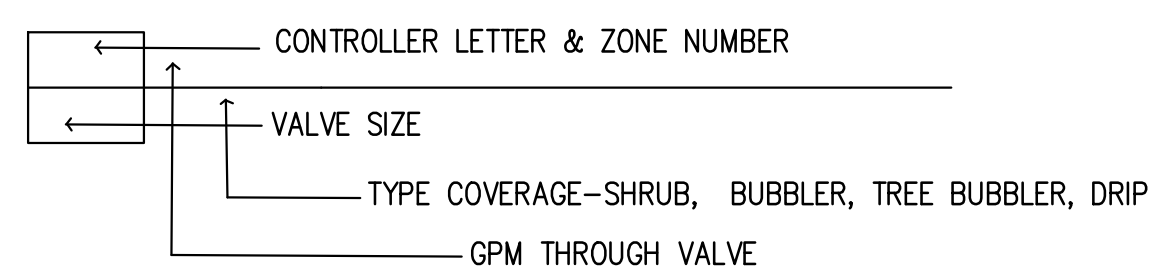 CONTROLLER LETTER & ZONE NUMBER
VALVE SIZE
TYPE COVERAGE-SHRUB, BUBBLER, TREE BUBBLER, DRIP
GPM THROUGH VALVE